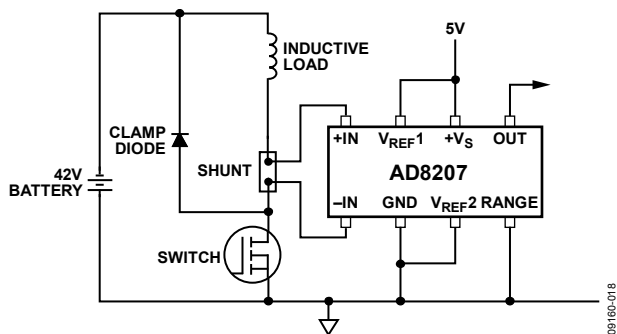 5V
INDUCTIVE
LOAD
CLAMP
DIODE
SHUNT
42V
BATTERY
SWITCH
+IN VREF1 +VS OUT
AD8207
–IN GND VREF2 RANGE
09160-018